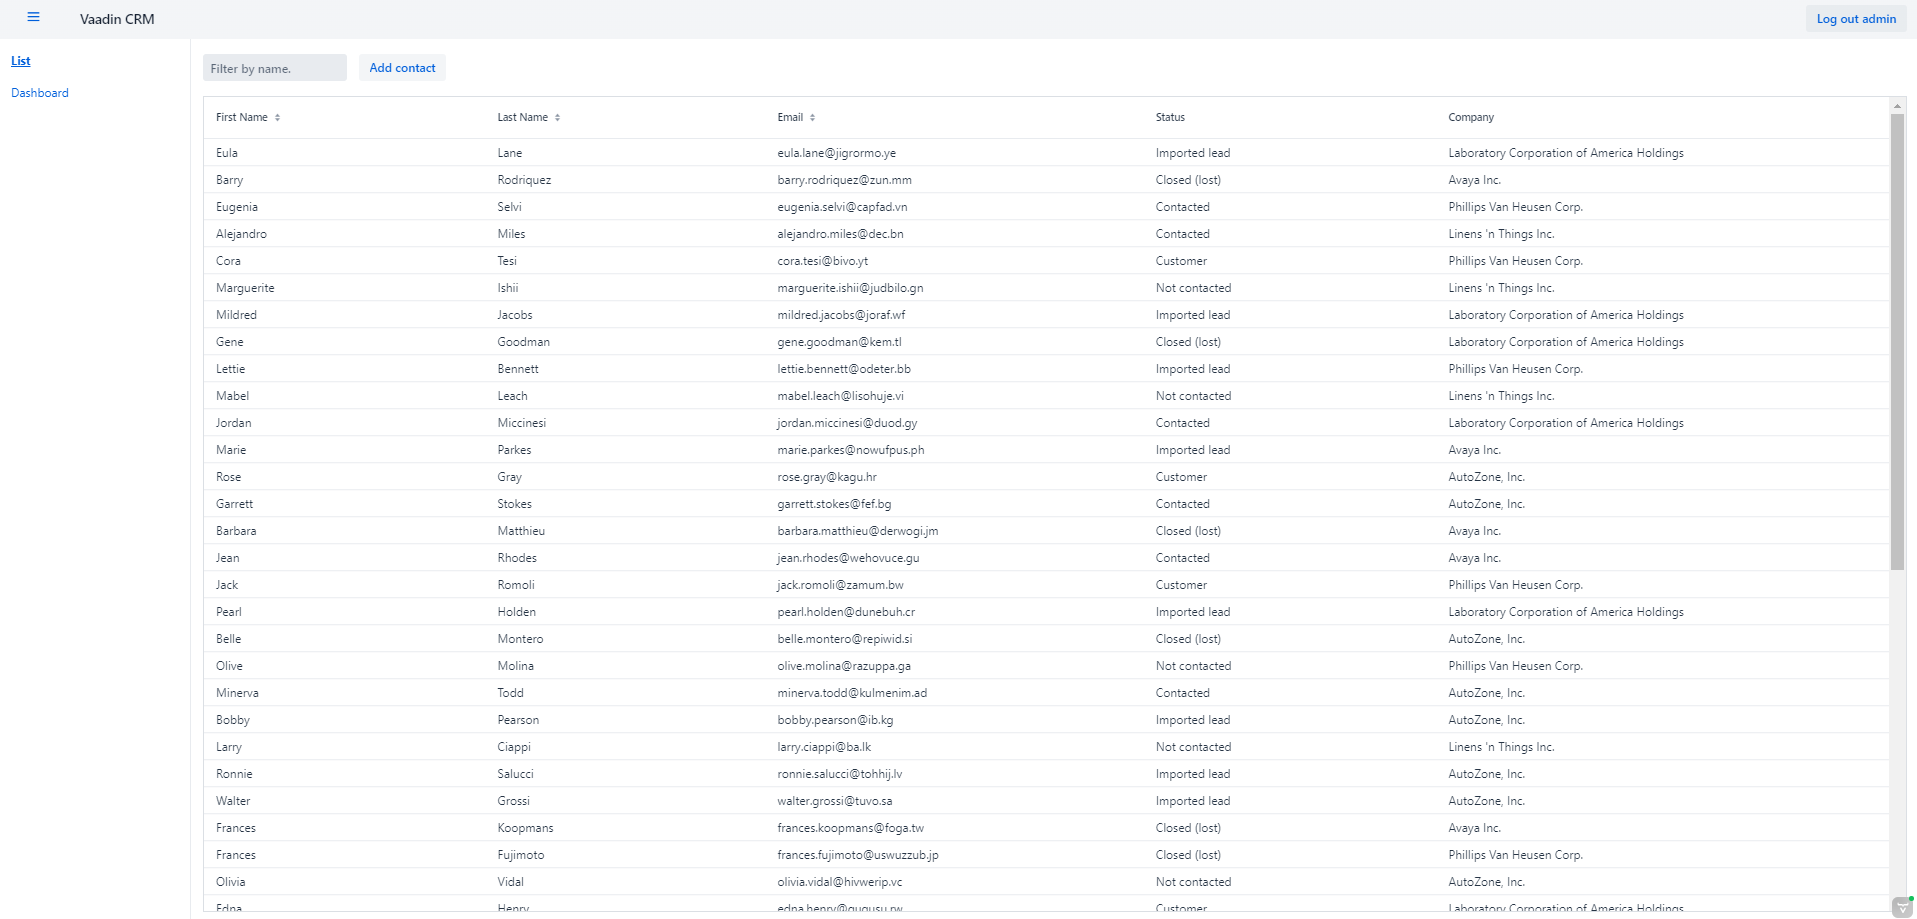 Vaadin CRM Log out admin
List
Dashboard
Filter by name. Add contact
First Name Last Name Email Status Company
Eula Lane eula.lane@jigrormo.ye Imported lead Laboratory Corporation of America Holdings
Barry Rodriquez barry.rodriquez@zun.mm Closed (lost) Avaya Inc.
Eugenia Selvi eugenia.selvi@capfad.vn Contacted Phillips Van Heusen Corp.
Alejandro Miles alejandro.miles@dec.bn Contacted Linens 'n Things Inc.
Cora Tesi cora.tesi@bivo.yt Customer Phillips Van Heusen Corp.
Marguerite Ishii marguerite.ishii@judbilo.gn Not contacted Linens 'n Things Inc.
Mildred Jacobs mildred.jacobs@joraf.wf Imported lead Laboratory Corporation of America Holdings
Gene Goodman gene.goodman@kem.tl Closed (lost) Laboratory Corporation of America Holdings
Lettie Bennett lettie.bennett@odeter.bb Imported lead Phillips Van Heusen Corp.
Mabel Leach mabel.leach@lisohuje.vi Not contacted Linens 'n Things Inc.
Jordan Miccinesi jordan.miccinesi@duod.gy Contacted Laboratory Corporation of America Holdings
Marie Parkes marie.parkes@nowufpus.ph Imported lead Avaya Inc.
Rose Gray rose.gray@kagu.hr Customer AutoZone, Inc.
Garrett Stokes garrett.stokes@fef.bg Contacted AutoZone, Inc.
Barbara Matthieu barbara.matthieu@derwogi.jm Closed (lost) Avaya Inc.
Jean Rhodes jean.rhodes@wehovuce.gu Contacted Avaya Inc.
Jack Romoli jack.romoli@zamum.bw Customer Phillips Van Heusen Corp.
Pearl Holden pearl.holden@dunebuh.cr Imported lead Laboratory Corporation of America Holdings
Belle Montero belle.montero@repiwid.si Closed (lost) AutoZone, Inc.
Olive Molina olive.molina@razuppa.ga Not contacted Phillips Van Heusen Corp.
Minerva Todd minerva.todd@kulmenim.ad Contacted AutoZone, Inc.
Bobby Pearson bobby.pearson@ib.kg Imported lead AutoZone, Inc.
Larry Ciappi larry.ciappi@ba.lk Not contacted Linens 'n Things Inc.
Ronnie Salucci ronnie.salucci@tohhij.lv Imported lead AutoZone, Inc.
Walter Grossi walter.grossi@tuvo.sa Imported lead AutoZone, Inc.
Frances Koopmans frances.koopmans@foga.tw Closed (lost) Avaya Inc.
Frances Fujimoto frances.fujimoto@uswuzzub.jp Closed (lost) Phillips Van Heusen Corp.
Olivia Vidal olivia.vidal@hivwerip.vc Not contacted AutoZone, Inc.
Edna Henry edna.henry@gugusu.rw Customer Laboratory Corporation of America Holdings